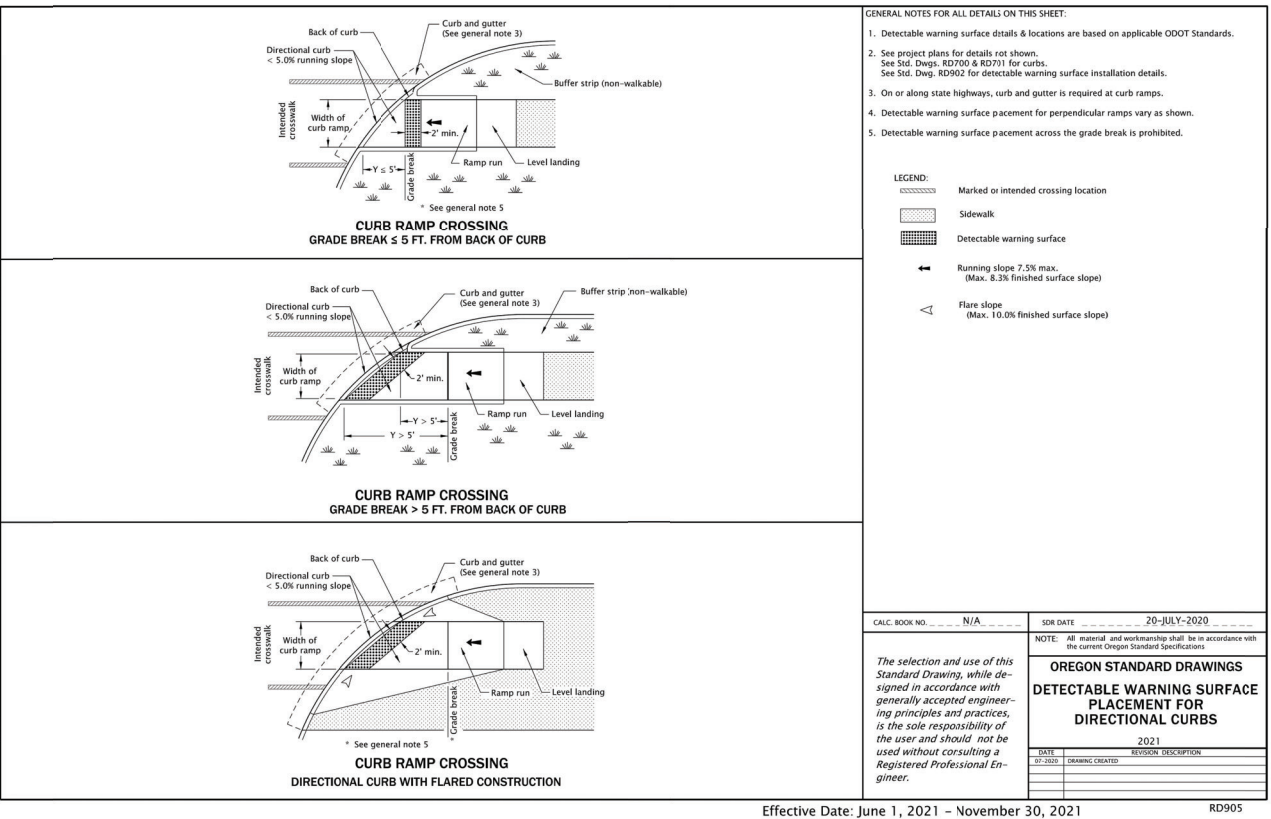 Back of curb
Curb and gutter
(See general note 3)
Directional curb
< 5.0% running slope
Buffer strip (non-walkable)
Intended
crosswalk
Width of
curb ramp
2' min.
Y ≤ 5'
Grade break
Ramp run
Level landing
* See general note 5
CURB RAMP CROSSING
GRADE BREAK ≤ 5 FT. FROM BACK OF CURB
Back of curb
Curb and gutter
(See general note 3)
Buffer strip (non-walkable)
Directional curb
< 5.0% running slope
Intended
crosswalk
Width of
curb ramp
2' min.
Y > 5'
Y > 5'
Grade break
Ramp run
Level landing
CURB RAMP CROSSING
GRADE BREAK > 5 FT. FROM BACK OF CURB
Back of curb
Curb and gutter
(See general note 3)
Directional curb
< 5.0% running slope
Intended
crosswalk
Width of
curb ramp
2' min.
* Grade break
Ramp run
Level landing
* See general note 5
CURB RAMP CROSSING
DIRECTIONAL CURB WITH FLARED CONSTRUCTION
GENERAL NOTES FOR ALL DETAILS ON THIS SHEET:
1. Detectable warning surface details & locations are based on applicable ODOT Standards.
2. See project plans for details not shown.
See Std. Dwgs. RD700 & RD701 for curbs.
See Std. Dwg. RD902 for detectable warning surface installation details.
3. On or along state highways, curb and gutter is required at curb ramps.
4. Detectable warning surface placement for perpendicular ramps vary as shown.
5. Detectable warning surface placement across the grade break is prohibited.
LEGEND:
Marked or intended crossing location
Sidewalk
Detectable warning surface
Running slope 7.5% max.
(Max. 8.3% finished surface slope)
Flare slope
(Max. 10.0% finished surface slope)
CALC. BOOK NO. N/A
SDR DATE 20-JULY-2020
NOTE: All material and workmanship shall be in accordance with
the current Oregon Standard Specifications
The selection and use of this
Standard Drawing, while de-
signed in accordance with
generally accepted engineer-
ing principles and practices,
is the sole responsibility of
the user and should not be
used without consulting a
Registered Professional En-
gineer.
OREGON STANDARD DRAWINGS
DETECTABLE WARNING SURFACE
PLACEMENT FOR
DIRECTIONAL CURBS
2021
DATE REVISION DESCRIPTION
07-2020 DRAWING CREATED
Effective Date: June 1, 2021 – November 30, 2021
RD905